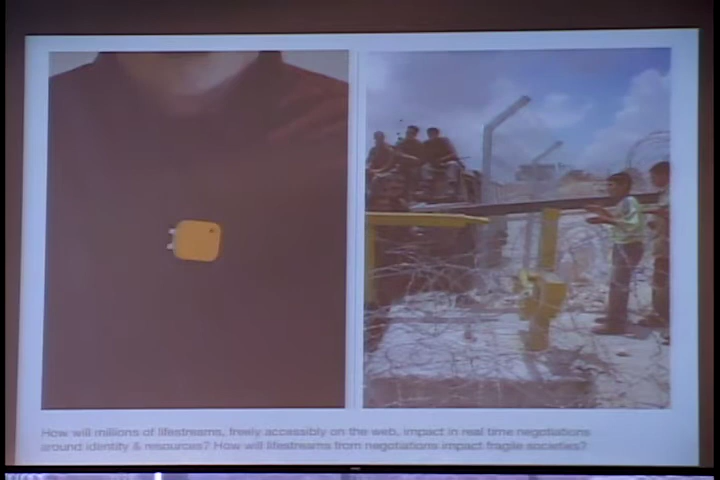 How will millions of lifestreams, freely accessibly on the web, impact in real time negotiations
around identity & resources? How will lifestreams from negotiations impact fragile societies?